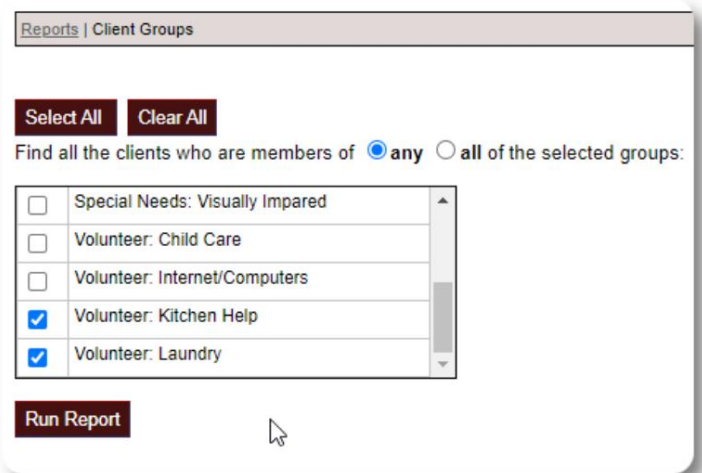 Reports | Client Groups
Select All Clear All
Find all the clients who are members of any all of the selected groups:
Special Needs: Visually Impared
Volunteer: Child Care
Volunteer: Internet/Computers
Volunteer: Kitchen Help
Volunteer: Laundry
Run Report